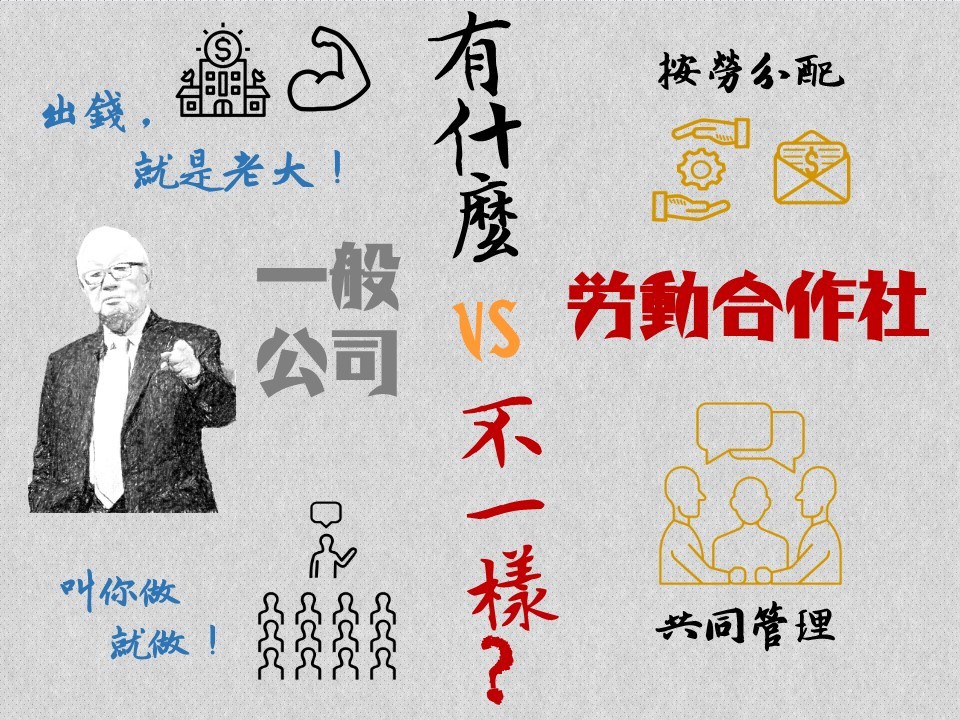 出錢，
就是老大！
一般
公司
叫你做
就做！
有什麼
VS
不一樣？
按勞分配
労動合作社
共同管理